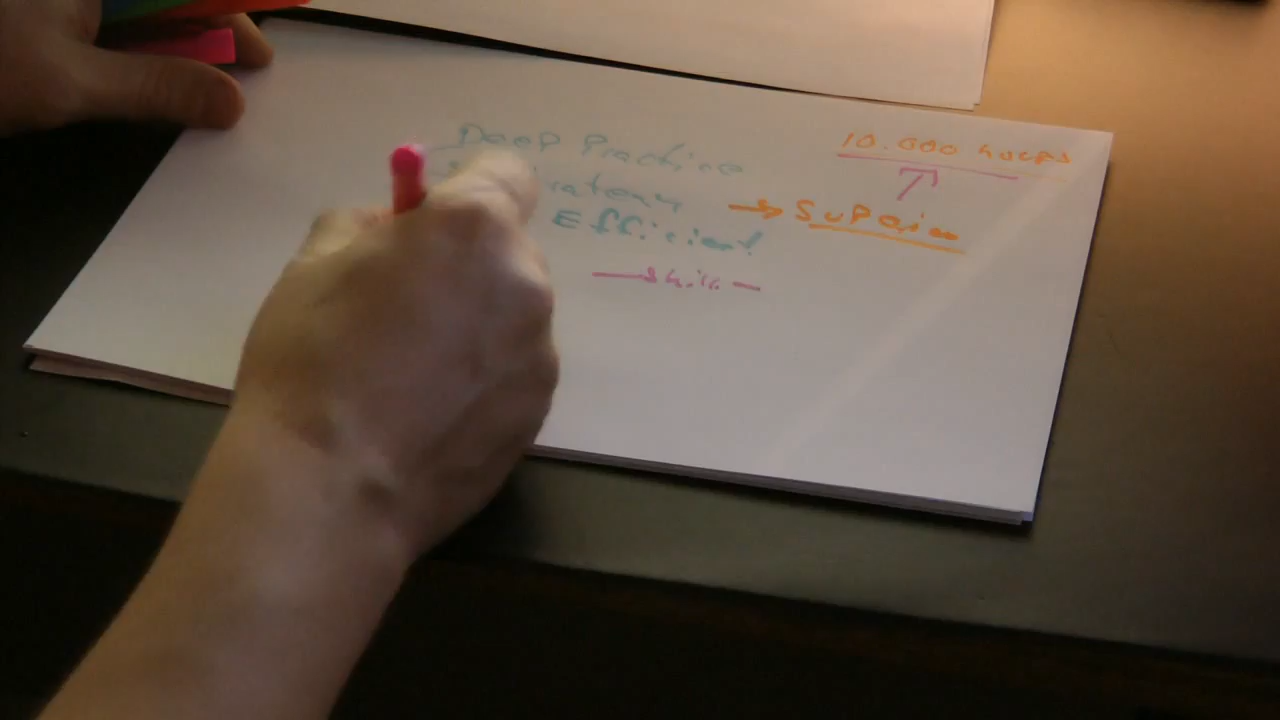 Deep Practice
10.000 hours
Efficient!
→ Superior
— Skill —